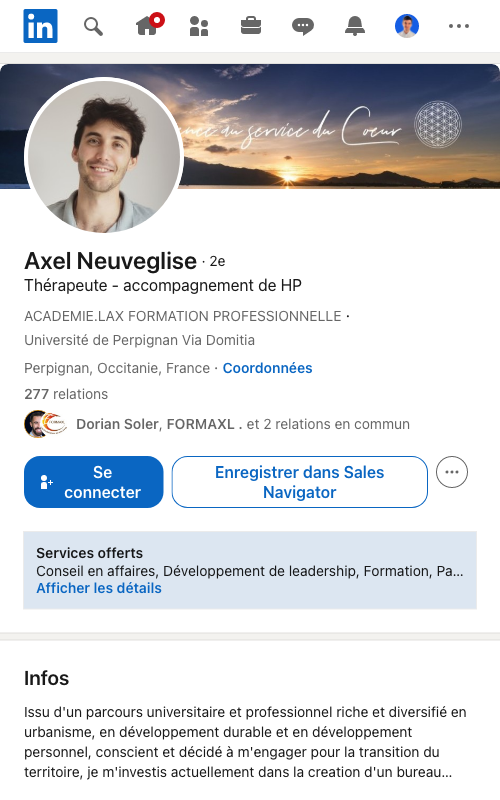 in
ance au service du Coeur
Axel Neuveglise · 2e
Thérapeute - accompagnement de HP
ACADEMIE.LAX FORMATION PROFESSIONNELLE ·
Université de Perpignan Via Domitia
Perpignan, Occitanie, France · Coordonnées
277 relations
Dorian Soler, FORMAXL . et 2 relations en commun
Se
connecter
Enregistrer dans Sales
Navigator
Services offerts
Conseil en affaires, Développement de leadership, Formation, Pa...
Afficher les détails
Infos
Issu d'un parcours universitaire et professionnel riche et diversifié en
urbanisme, en développement durable et en développement
personnel, conscient et décidé à m'engager pour la transition du
territoire, je m'investis actuellement dans la creation d'un bureau...